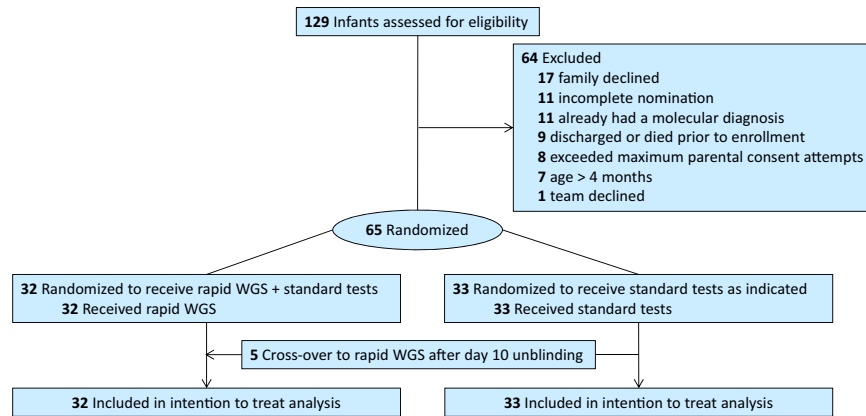 129 Infants assessed for eligibility
64 Excluded
17 family declined
11 incomplete nomination
11 already had a molecular diagnosis
9 discharged or died prior to enrollment
8 exceeded maximum parental consent attempts
7 age > 4 months
1 team declined
65 Randomized
32 Randomized to receive rapid WGS + standard tests
32 Received rapid WGS
33 Randomized to receive standard tests as indicated
33 Received standard tests
5 Cross-over to rapid WGS after day 10 unblinding
32 Included in intention to treat analysis
33 Included in intention to treat analysis